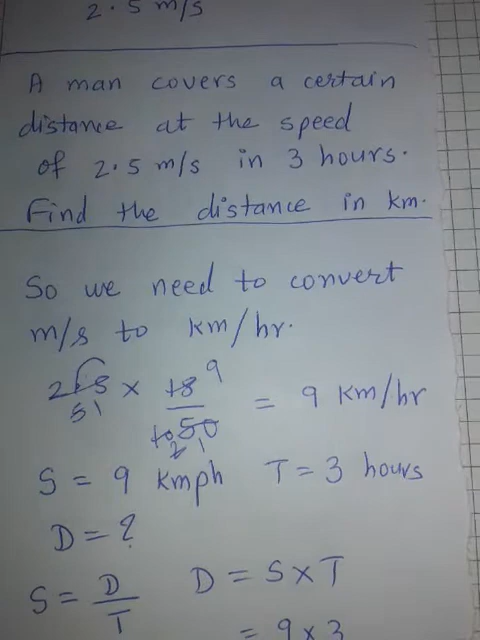 2.5 m/s
A man covers a certain
distance at the speed
of 2.5 m/s in 3 hours.
Find the distance in km.
So we need to convert
m/s to km/hr.
2.5 × 18/50 = 9 km/hr
S = 9 kmph T = 3 hours
D = ?
S = D/T D = S×T
= 9×3